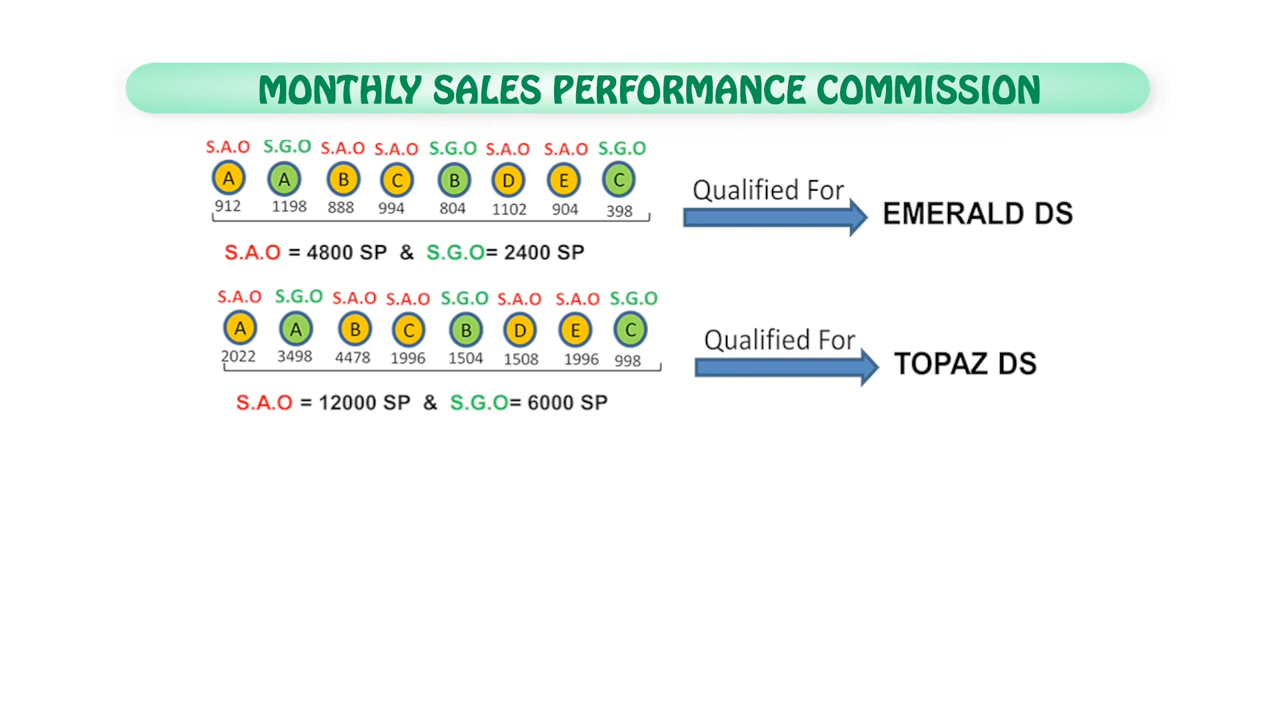 MONTHLY SALES PERFORMANCE COMMISSION
S.A.O S.G.O S.A.O S.A.O S.G.O S.A.O S.A.O S.G.O
A A B C B D E C
912 1198 888 994 804 1102 904 398
Qualified For
EMERALD DS
S.A.O = 4800 SP & S.G.O= 2400 SP
S.A.O S.G.O S.A.O S.A.O S.G.O S.A.O S.A.O S.G.O
A A B C B D E C
2022 3498 4478 1996 1504 1508 1996 998
Qualified For
TOPAZ DS
S.A.O = 12000 SP & S.G.O= 6000 SP